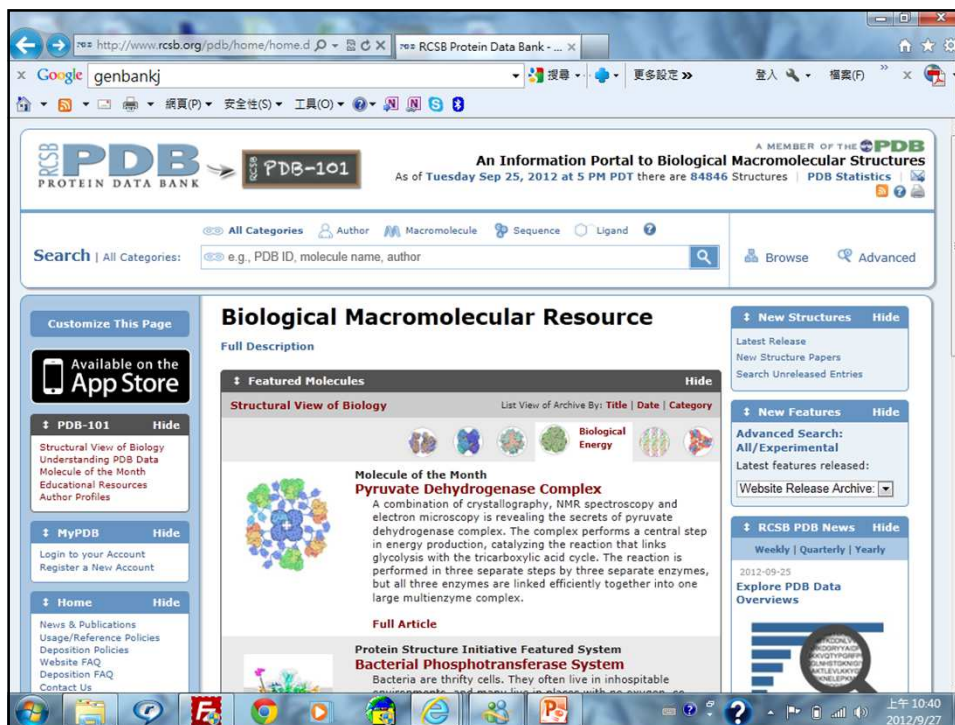 http://www.rcsb.org/pdb/home/home.d
RCSB Protein Data Bank - ...
Google genbankj
搜尋
更多設定 »
登入
檔案(F)
網頁(P)
安全性(S)
工具(O)
RCSB PDB
PROTEIN DATA BANK
RCSB PDB-101
A MEMBER OF THE PDB
An Information Portal to Biological Macromolecular Structures
As of Tuesday Sep 25, 2012 at 5 PM PDT there are 84846 Structures | PDB Statistics |
All Categories Author Macromolecule Sequence Ligand
Search | All Categories:
e.g., PDB ID, molecule name, author
Browse
Advanced
Customize This Page
Available on the
App Store
PDB-101 Hide
Structural View of Biology
Understanding PDB Data
Molecule of the Month
Educational Resources
Author Profiles
MyPDB Hide
Login to your Account
Register a New Account
Home Hide
News & Publications
Usage/Reference Policies
Deposition Policies
Website FAQ
Deposition FAQ
Contact Us
Biological Macromolecular Resource
Full Description
Featured Molecules Hide
Structural View of Biology
List View of Archive By: Title | Date | Category
Biological
Energy
Molecule of the Month
Pyruvate Dehydrogenase Complex
A combination of crystallography, NMR spectroscopy and
electron microscopy is revealing the secrets of pyruvate
dehydrogenase complex. The complex performs a central step
in energy production, catalyzing the reaction that links
glycolysis with the tricarboxylic acid cycle. The reaction is
performed in three separate steps by three separate enzymes,
but all three enzymes are linked efficiently together into one
large multienzyme complex.
Full Article
Protein Structure Initiative Featured System
Bacterial Phosphotransferase System
Bacteria are thrifty cells. They often live in inhospitable
New Structures Hide
Latest Release
New Structure Papers
Search Unreleased Entries
New Features Hide
Advanced Search:
All/Experimental
Latest features released:
Website Release Archive:
RCSB PDB News Hide
Weekly | Quarterly | Yearly
2012-09-25
Explore PDB Data
Overviews
上午 10:40
2012/9/27